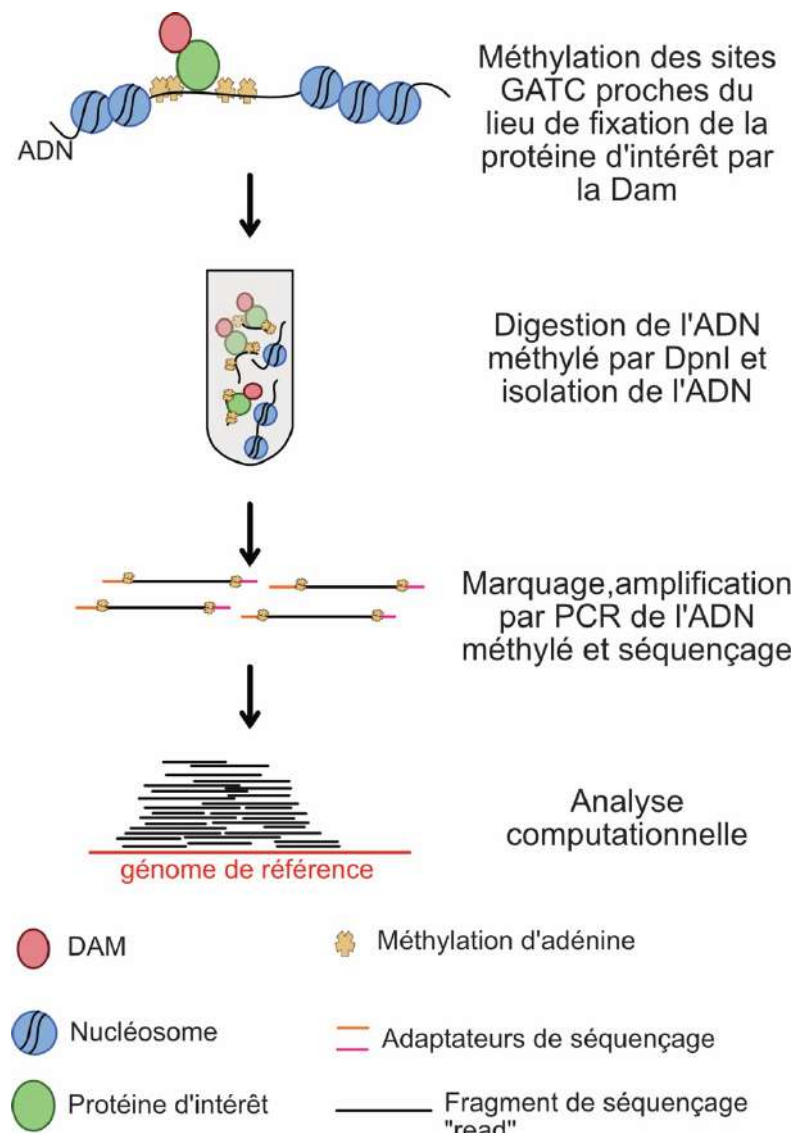 Méthylation des sites
GATC proches du
lieu de fixation de la
protéine d'intérêt par
la Dam
ADN
Digestion de l'ADN
méthylé par DpnI et
isolation de l'ADN
Marquage,amplification
par PCR de l'ADN
méthylé et séquençage
Analyse
computationnelle
génome de référence
DAM
Méthylation d'adénine
Nucléosome
Adaptateurs de séquençage
Protéine d'intérêt
Fragment de séquençage
"read"